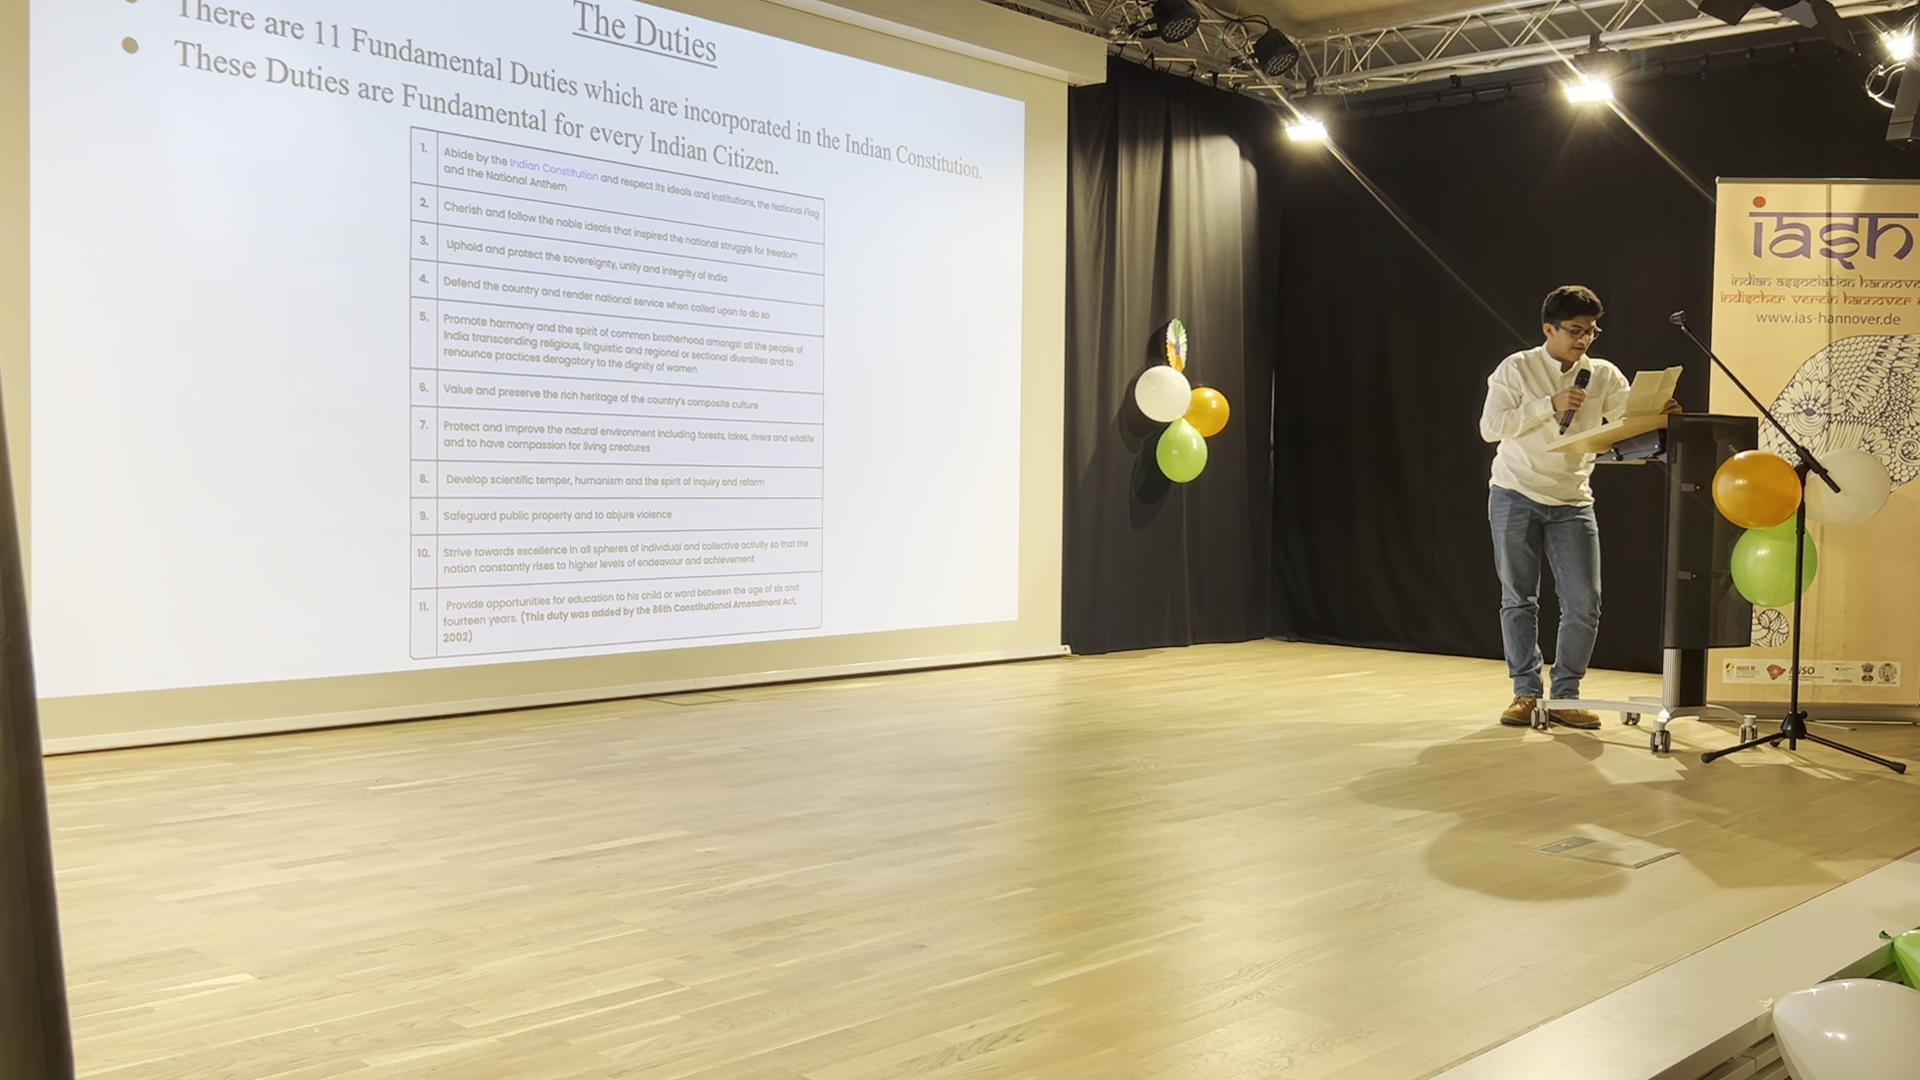 The Duties
There are 11 Fundamental Duties which are incorporated in the Indian Constitution.
These Duties are Fundamental for every Indian Citizen.
1. Abide by the Indian Constitution and respect its ideals and institutions, the National Flag
and the National Anthem
2. Cherish and follow the noble ideals that inspired the national struggle for freedom
3. Uphold and protect the sovereignty, unity and integrity of India
4. Defend the country and render national service when called upon to do so
5. Promote harmony and the spirit of common brotherhood amongst all the people of
India transcending religious, linguistic and regional or sectional diversities and to
renounce practices derogatory to the dignity of women
6. Value and preserve the rich heritage of the country's composite culture
7. Protect and improve the natural environment including forests, lakes, rivers and wildlife
and to have compassion for living creatures
8. Develop scientific temper, humanism and the spirit of inquiry and reform
9. Safeguard public property and to abjure violence
10. Strive towards excellence in all spheres of individual and collective activity so that the
nation constantly rises to higher levels of endeavour and achievement
11. Provide opportunities for education to his child or ward between the age of six and
fourteen years. (This duty was added by the 86th Constitutional Amendment Act,
2002)
iash
indian association hannove
indischer verein hannover
www.ias-hannover.de